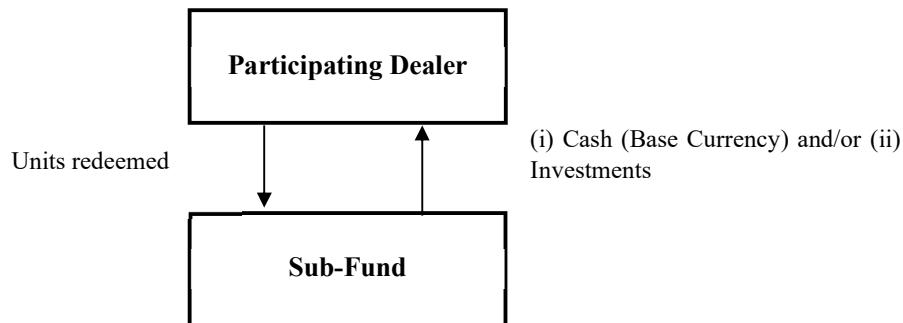 Participating Dealer
Units redeemed
(i) Cash (Base Currency) and/or (ii)
Investments
Sub-Fund